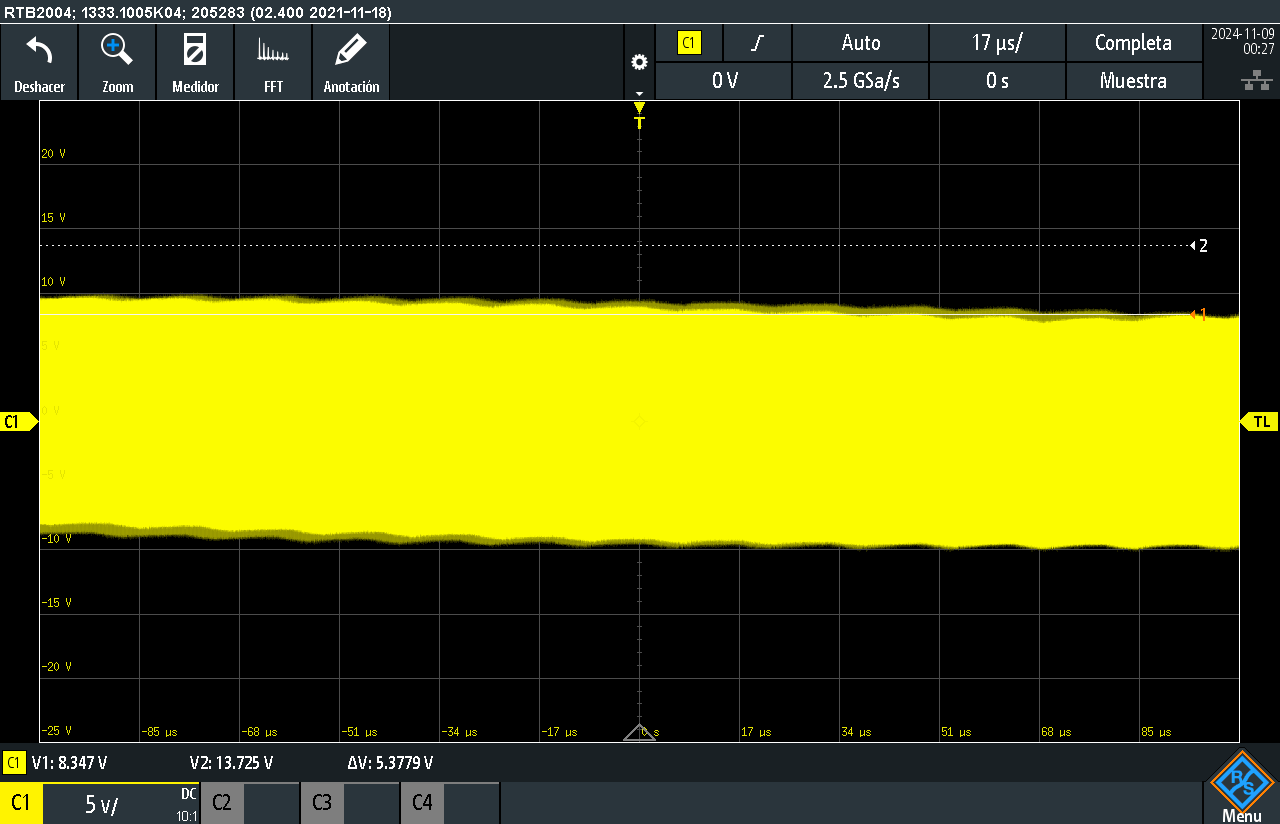 RTB2004; 1333.1005K04; 205283 (02.400 2021-11-18)
Deshacer
Zoom
Medidor
FFT
Anotación
C1 Auto 17 µs/ Completa
0 V 2.5 GSa/s 0 s Muestra
2024-11-09
00:27
T
20 V
15 V
2
10 V
1
5 V
C1
0 V
TL
-5 V
-10 V
-15 V
-20 V
-25 V
-85 µs -68 µs -51 µs -34 µs -17 µs 0 s 17 µs 34 µs 51 µs 68 µs 85 µs
C1 V1: 8.347 V V2: 13.725 V ΔV: 5.3779 V
C1 5 V/ DC 10:1 C2 C3 C4
R S
Menu